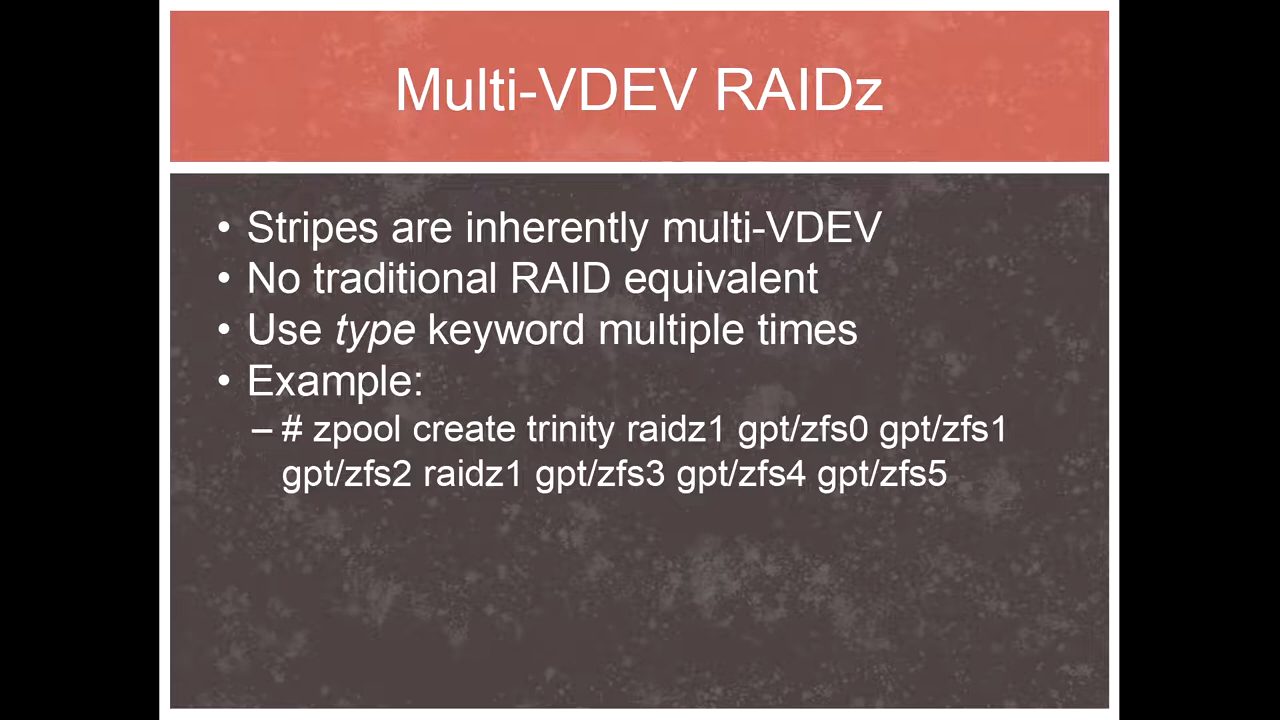 Multi-VDEV RAIDz
• Stripes are inherently multi-VDEV
• No traditional RAID equivalent
• Use type keyword multiple times
• Example:
– # zpool create trinity raidz1 gpt/zfs0 gpt/zfs1
gpt/zfs2 raidz1 gpt/zfs3 gpt/zfs4 gpt/zfs5